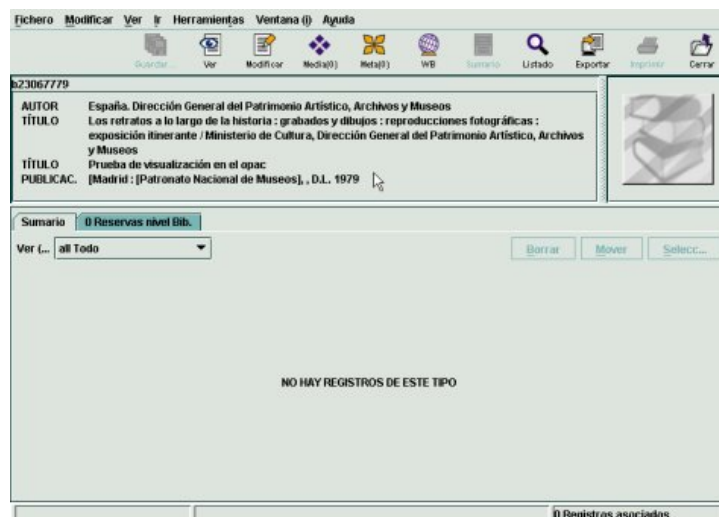 Fichero Modificar Ver Ir Herramientas Ventana (i) Ayuda
Guardar... Ver Modificar Media(0) Meta(0) WB Sumario Listado Exportar Imprimir Cerrar
b23067779
AUTOR España. Dirección General del Patrimonio Artístico, Archivos y Museos
TÍTULO Los retratos a lo largo de la historia : grabados y dibujos : reproducciones fotográficas :
exposición itinerante / Ministerio de Cultura, Dirección General del Patrimonio Artístico, Archivos
y Museos
TÍTULO Prueba de visualización en el opac
PUBLICAC. [Madrid : [Patronato Nacional de Museos], , D.L. 1979
Sumario 0 Reservas nivel Bib.
Ver (... all Todo Borrar Mover Selecc...
NO HAY REGISTROS DE ESTE TIPO
0 Registros asociados